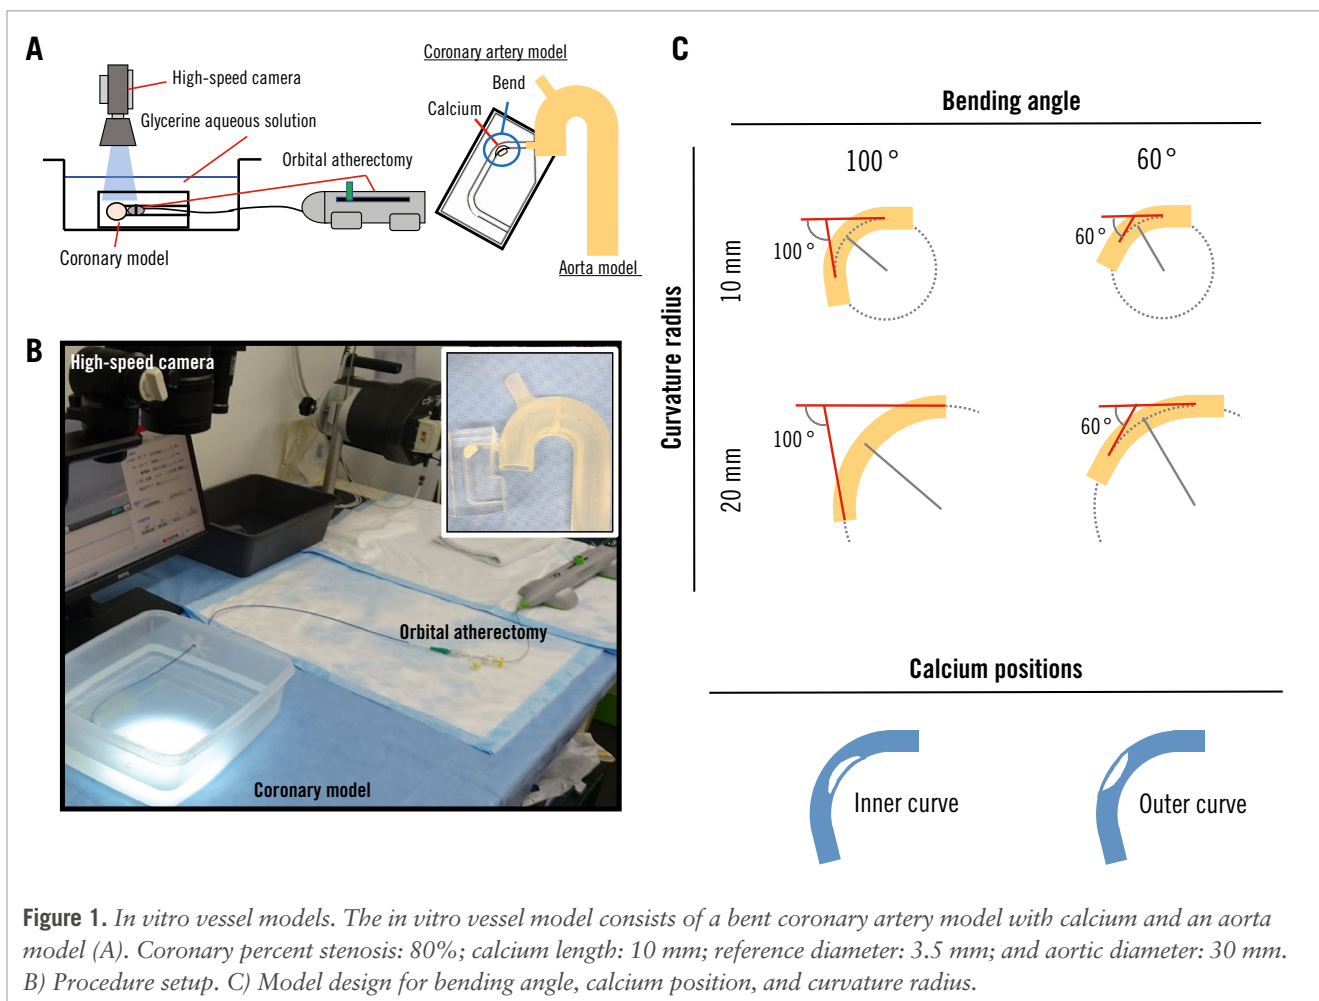 A
High-speed camera
Glycerine aqueous solution
Orbital atherectomy
Coronary model
Coronary artery model
Bend
Calcium
Aorta model
B
High-speed camera
Orbital atherectomy
Coronary model
C
Bending angle
100°
60°
Curvature radius
10 mm
100°
60°
20 mm
100°
60°
Calcium positions
Inner curve
Outer curve
Figure 1. In vitro vessel models. The in vitro vessel model consists of a bent coronary artery model with calcium and an aorta
model (A). Coronary percent stenosis: 80%; calcium length: 10 mm; reference diameter: 3.5 mm; and aortic diameter: 30 mm.
B) Procedure setup. C) Model design for bending angle, calcium position, and curvature radius.